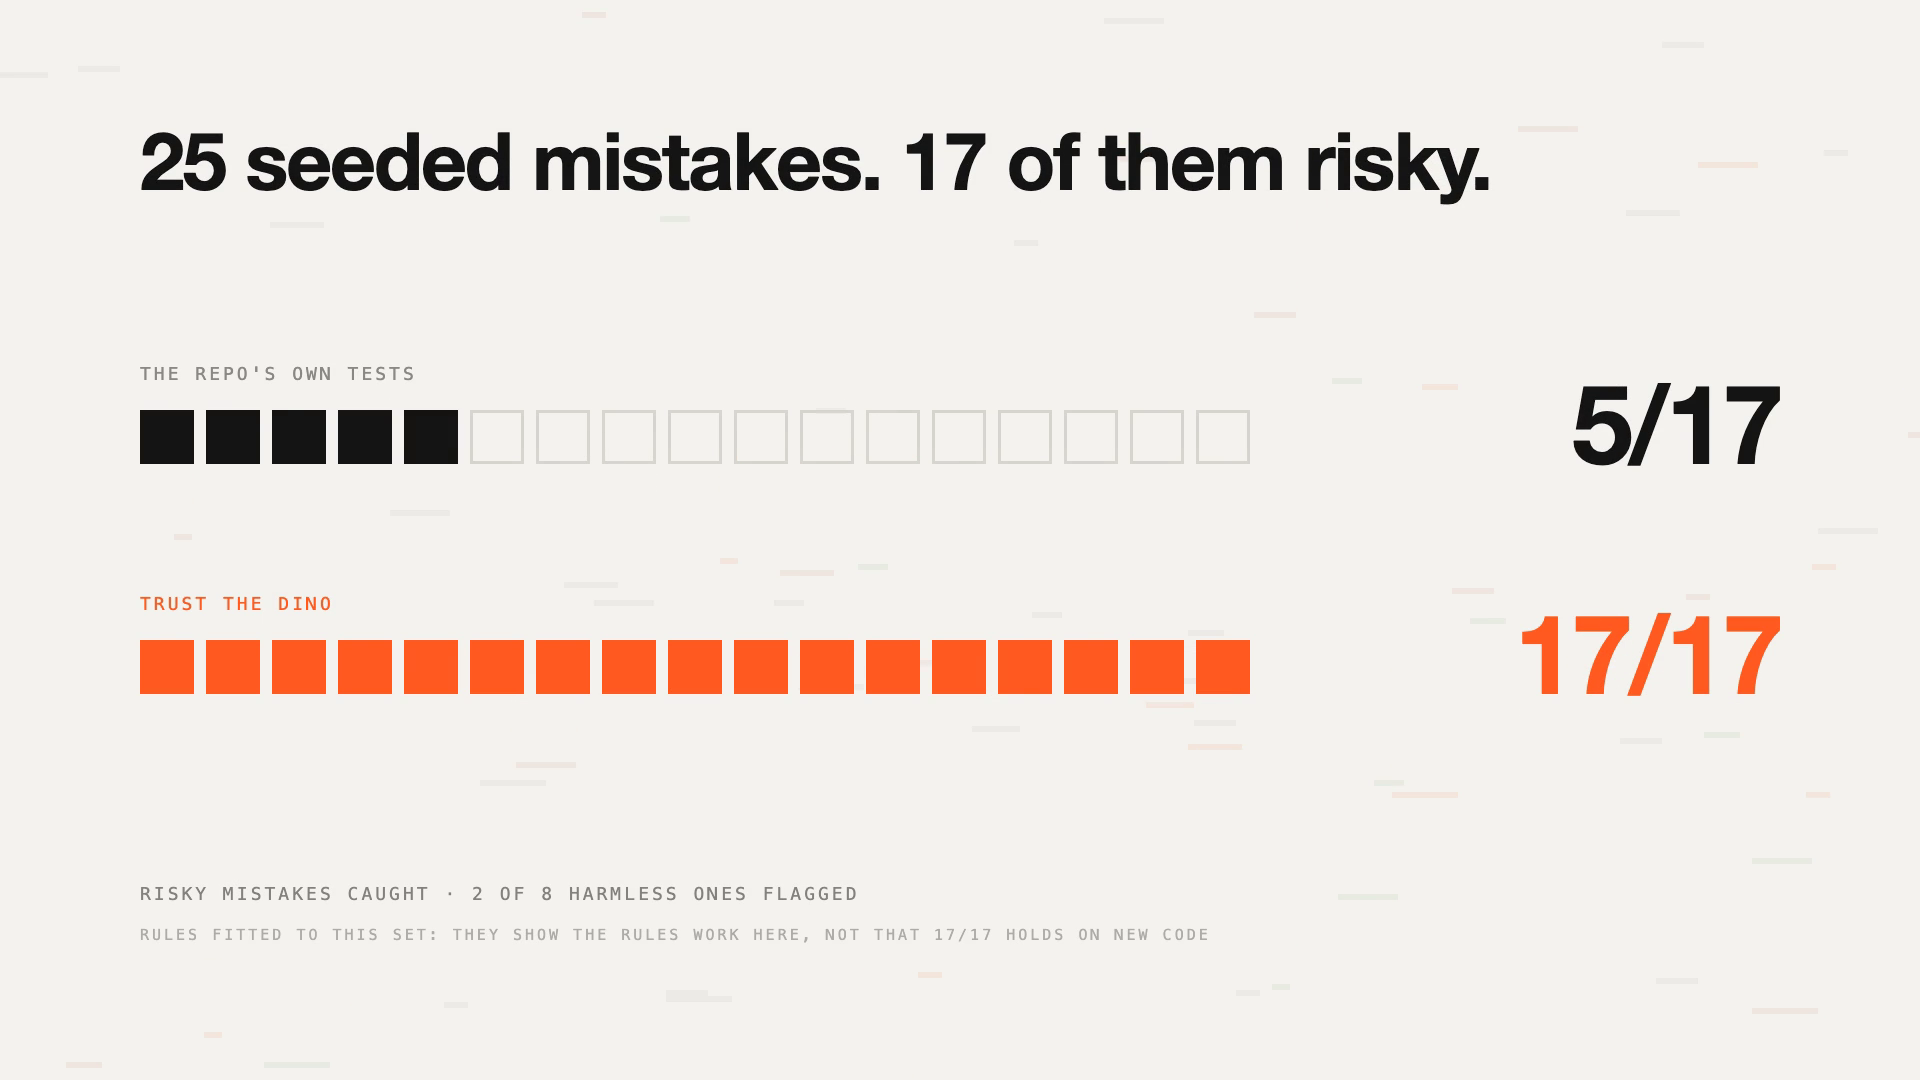 25 seeded mistakes. 17 of them risky.
THE REPO'S OWN TESTS
5/17
TRUST THE DINO
17/17
RISKY MISTAKES CAUGHT · 2 OF 8 HARMLESS ONES FLAGGED
RULES FITTED TO THIS SET: THEY SHOW THE RULES WORK HERE, NOT THAT 17/17 HOLDS ON NEW CODE